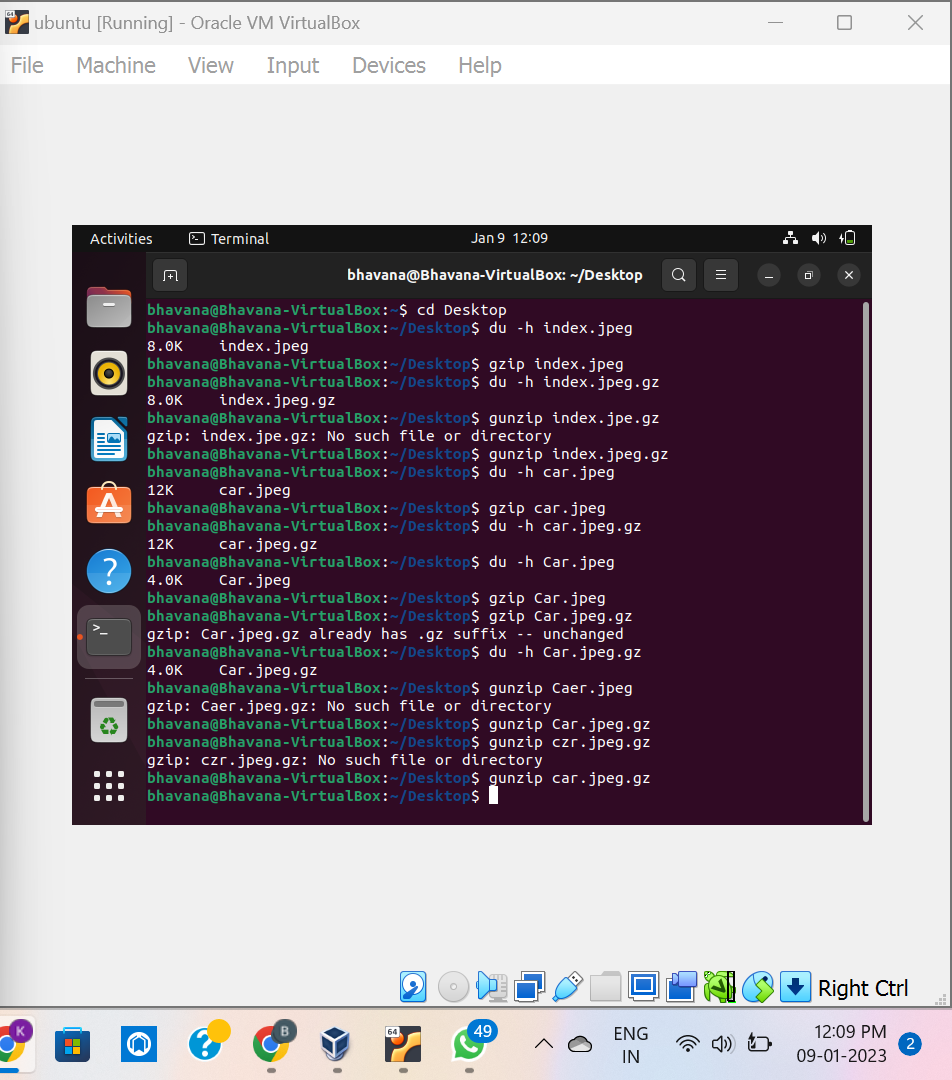 ubuntu [Running] - Oracle VM VirtualBox
File Machine View Input Devices Help
Activities Terminal Jan 9 12:09
bhavana@Bhavana-VirtualBox: ~/Desktop
bhavana@Bhavana-VirtualBox:~$ cd Desktop
bhavana@Bhavana-VirtualBox:~/Desktop$ du -h index.jpeg
8.0K index.jpeg
bhavana@Bhavana-VirtualBox:~/Desktop$ gzip index.jpeg
bhavana@Bhavana-VirtualBox:~/Desktop$ du -h index.jpeg.gz
8.0K index.jpeg.gz
bhavana@Bhavana-VirtualBox:~/Desktop$ gunzip index.jpe.gz
gzip: index.jpe.gz: No such file or directory
bhavana@Bhavana-VirtualBox:~/Desktop$ gunzip index.jpeg.gz
bhavana@Bhavana-VirtualBox:~/Desktop$ du -h car.jpeg
12K car.jpeg
bhavana@Bhavana-VirtualBox:~/Desktop$ gzip car.jpeg
bhavana@Bhavana-VirtualBox:~/Desktop$ du -h car.jpeg.gz
12K car.jpeg.gz
bhavana@Bhavana-VirtualBox:~/Desktop$ du -h Car.jpeg
4.0K Car.jpeg
bhavana@Bhavana-VirtualBox:~/Desktop$ gzip Car.jpeg
bhavana@Bhavana-VirtualBox:~/Desktop$ gzip Car.jpeg.gz
gzip: Car.jpeg.gz already has .gz suffix -- unchanged
bhavana@Bhavana-VirtualBox:~/Desktop$ du -h Car.jpeg.gz
4.0K Car.jpeg.gz
bhavana@Bhavana-VirtualBox:~/Desktop$ gunzip Caer.jpeg
gzip: Caer.jpeg.gz: No such file or directory
bhavana@Bhavana-VirtualBox:~/Desktop$ gunzip Car.jpeg.gz
bhavana@Bhavana-VirtualBox:~/Desktop$ gunzip czr.jpeg.gz
gzip: czr.jpeg.gz: No such file or directory
bhavana@Bhavana-VirtualBox:~/Desktop$ gunzip car.jpeg.gz
bhavana@Bhavana-VirtualBox:~/Desktop$
Right Ctrl
K
B
64
49
ENG
IN
12:09 PM
09-01-2023
2